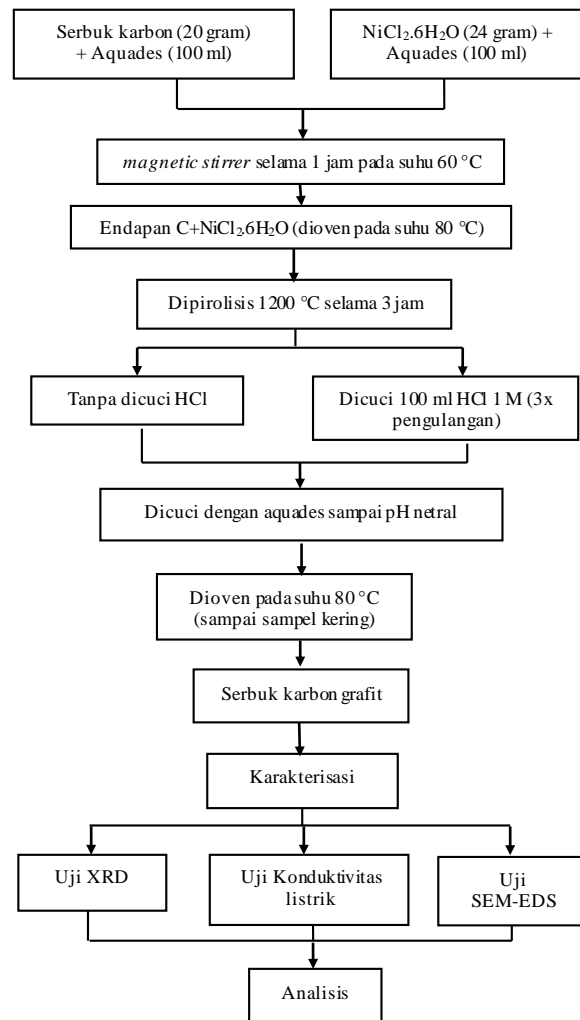 Serbuk karbon (20 gram)
+ Aquades (100 ml)
NiCl₂.6H₂O (24 gram) +
Aquades (100 ml)
magnetic stirrer selama 1 jam pada suhu 60 °C
Endapan C+NiCl₂.6H₂O (dioven pada suhu 80 °C)
Dipirolisis 1200 °C selama 3 jam
Tanpa dicuci HCl
Dicuci 100 ml HCl 1 M (3x
pengulangan)
Dicuci dengan aquades sampai pH netral
Dioven pada suhu 80 °C
(sampai sampel kering)
Serbuk karbon grafit
Karakterisasi
Uji XRD
Uji Konduktivitas
listrik
Uji
SEM-EDS
Analisis